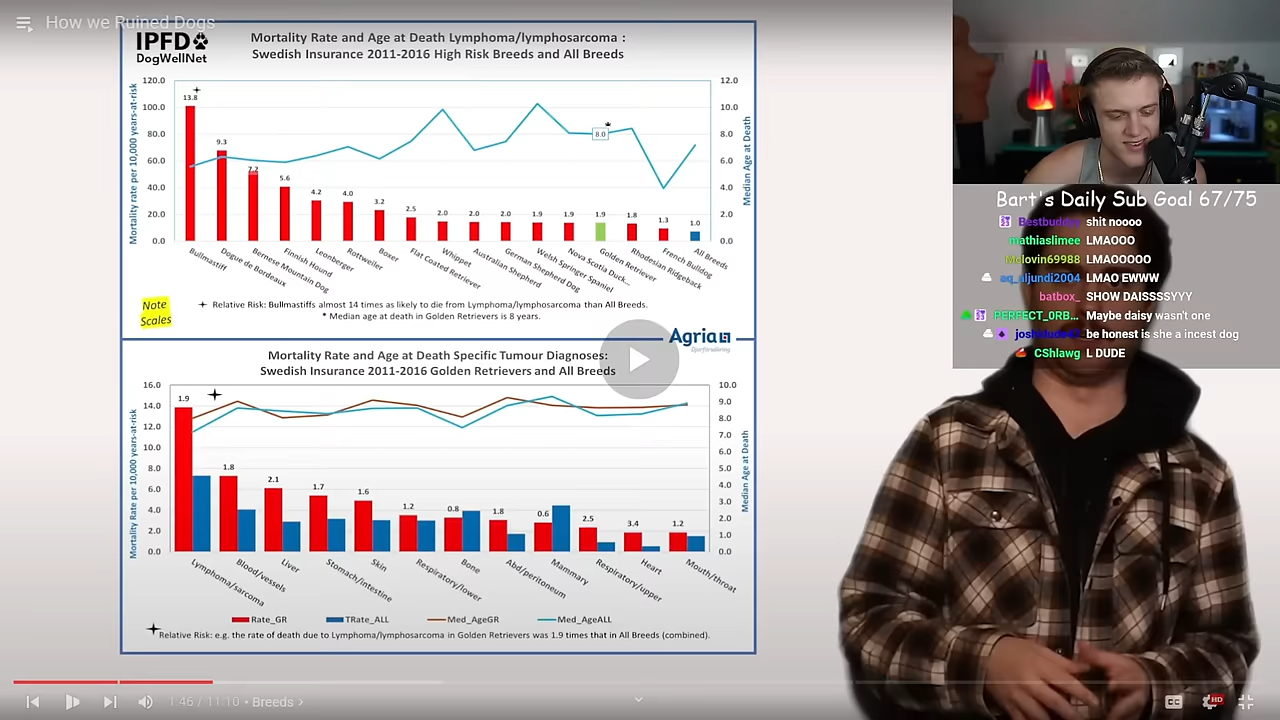 How we Ruined Dogs
IPFD
DogWellNet
Mortality Rate and Age at Death Lymphoma/lymphosarcoma :
Swedish Insurance 2011-2016 High Risk Breeds and All Breeds
Mortality rate per 10,000 years-at-risk
120.0
100.0
80.0
60.0
40.0
20.0
0.0
13.8
9.3
7.2
5.6
4.2
4.0
3.2
2.5
2.0
2.0
2.0
1.9
1.9
1.9
1.8
1.3
1.0
8.0
12.0
10.0
8.0
6.0
4.0
2.0
0.0
Median Age at Death
Bullmastiff
Dogue de Bordeaux
Bernese Mountain Dog
Finnish Hound
Leonberger
Rottweiler
Boxer
Flat Coated Retriever
Whippet
Australian Shepherd
German Shepherd Dog
Welsh Springer Spaniel
Nova Scotia Duck...
Golden Retriever
Rhodesian Ridgeback
French Bulldog
All Breeds
Note
Scales
Relative Risk: Bullmastiffs almost 14 times as likely to die from Lymphoma/lymphosarcoma than All Breeds.
* Median age at death in Golden Retrievers is 8 years.
Agria
Mortality Rate and Age at Death Specific Tumour Diagnoses:
Swedish Insurance 2011-2016 Golden Retrievers and All Breeds
Mortality Rate per 10,000 years-at-risk
16.0
14.0
12.0
10.0
8.0
6.0
4.0
2.0
0.0
1.9
1.8
2.1
1.7
1.6
1.2
0.8
1.8
0.6
2.5
3.4
1.2
10.0
9.0
8.0
7.0
6.0
5.0
4.0
3.0
2.0
1.0
0.0
Median Age at Death
Lymphoma/sarcoma
Blood/vessels
Liver
Stomach/intestine
Skin
Respiratory/lower
Bone
Abd/peritoneum
Mammary
Respiratory/upper
Heart
Mouth/throat
Rate_GR
TRate_ALL
Med_AgeGR
Med_AgeALL
Relative Risk: e.g. the rate of death due to Lymphoma/lymphosarcoma in Golden Retrievers was 1.9 times that in All Breeds (combined).
1:46 / 11:10 • Breeds >
CC
HD
Bart's Daily Sub Goal 67/75
shit noooo
mathiaslimee LMAOOO
Mclovin69988 LMAOOOOO
aq_aljundi2004 LMAO EWWW
batbox_ SHOW DAISSSSYYY
PERFECT_0RB... Maybe daisy wasn't one
be honest is she a incest dog
CShlawg L DUDE